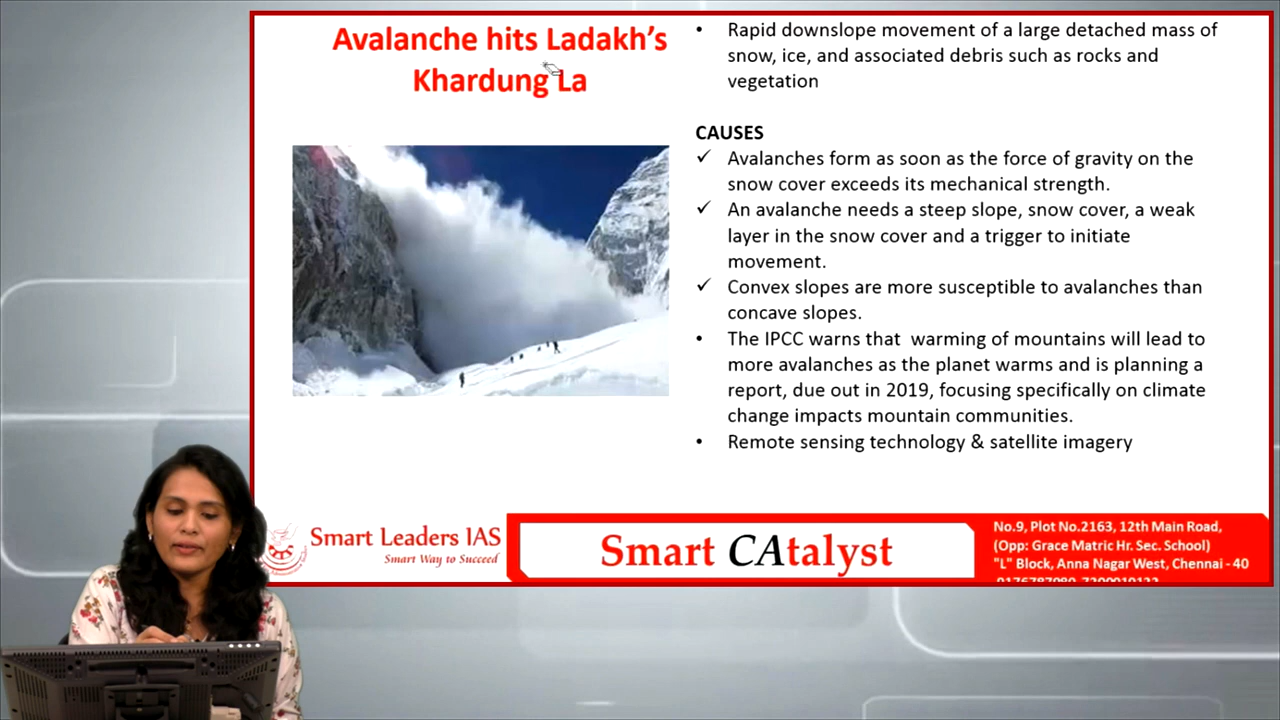 Avalanche hits Ladakh's
Khardung La
• Rapid downslope movement of a large detached mass of
snow, ice, and associated debris such as rocks and
vegetation
CAUSES
✓ Avalanches form as soon as the force of gravity on the
snow cover exceeds its mechanical strength.
✓ An avalanche needs a steep slope, snow cover, a weak
layer in the snow cover and a trigger to initiate
movement.
✓ Convex slopes are more susceptible to avalanches than
concave slopes.
• The IPCC warns that warming of mountains will lead to
more avalanches as the planet warms and is planning a
report, due out in 2019, focusing specifically on climate
change impacts mountain communities.
• Remote sensing technology & satellite imagery
Smart Leaders IAS
Smart Way to Succeed
Smart CAtalyst
No.9, Plot No.2163, 12th Main Road,
(Opp: Grace Matric Hr. Sec. School)
"L" Block, Anna Nagar West, Chennai - 40